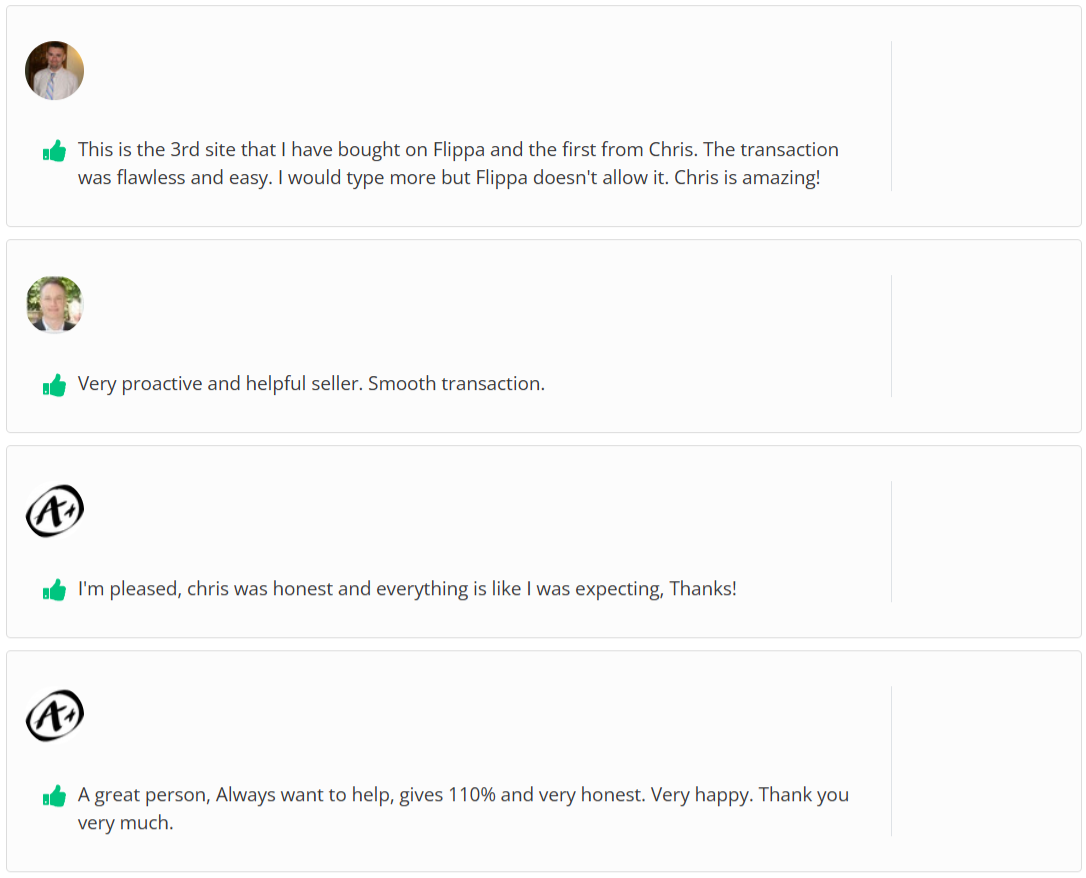 This is the 3rd site that I have bought on Flippa and the first from Chris. The transaction
was flawless and easy. I would type more but Flippa doesn't allow it. Chris is amazing!
Very proactive and helpful seller. Smooth transaction.
A+
I'm pleased, chris was honest and everything is like I was expecting, Thanks!
A+
A great person, Always want to help, gives 110% and very honest. Very happy. Thank you
very much.